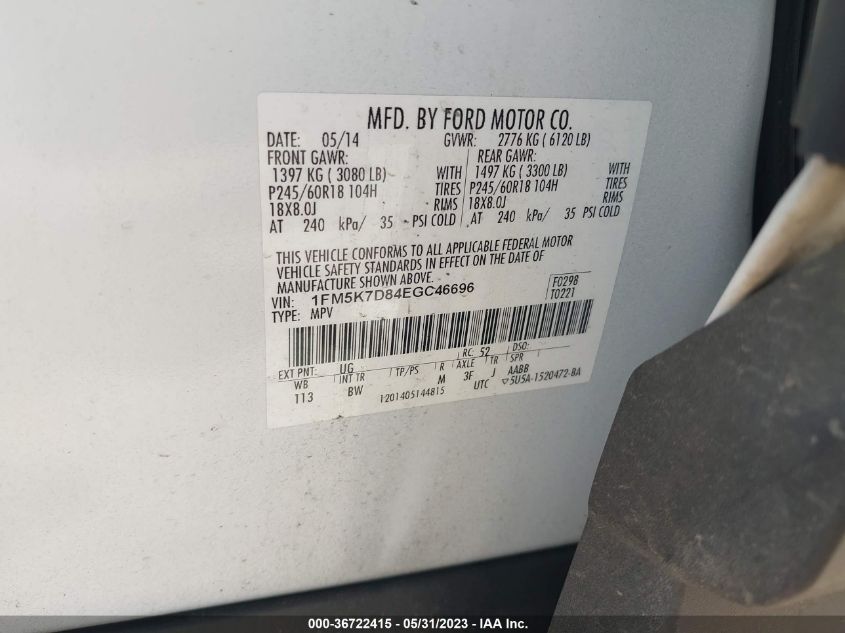 MFD. BY FORD MOTOR CO.
DATE: 05/14 GVWR: 2776 KG ( 6120 LB)
FRONT GAWR: REAR GAWR:
1397 KG ( 3080 LB) WITH 1497 KG ( 3300 LB) WITH
P245/60R18 104H TIRES P245/60R18 104H TIRES
18X8.0J RIMS 18X8.0J RIMS
AT 240 kPa/ 35 PSI COLD AT 240 kPa/ 35 PSI COLD
THIS VEHICLE CONFORMS TO ALL APPLICABLE FEDERAL MOTOR
VEHICLE SAFETY STANDARDS IN EFFECT ON THE DATE OF
MANUFACTURE SHOWN ABOVE.
VIN: 1FM5K7D84EGC46696 F0298
TYPE: MPV T0221
RC: 52 DSO:
EXT PNT: UG
WB INT TR TP/PS R AXLE TR SPR
113 BW M 3F J AABB
1201405144815 UTC ▽5U5A-1520472-BA
000-36722415 - 05/31/2023 - IAA Inc.